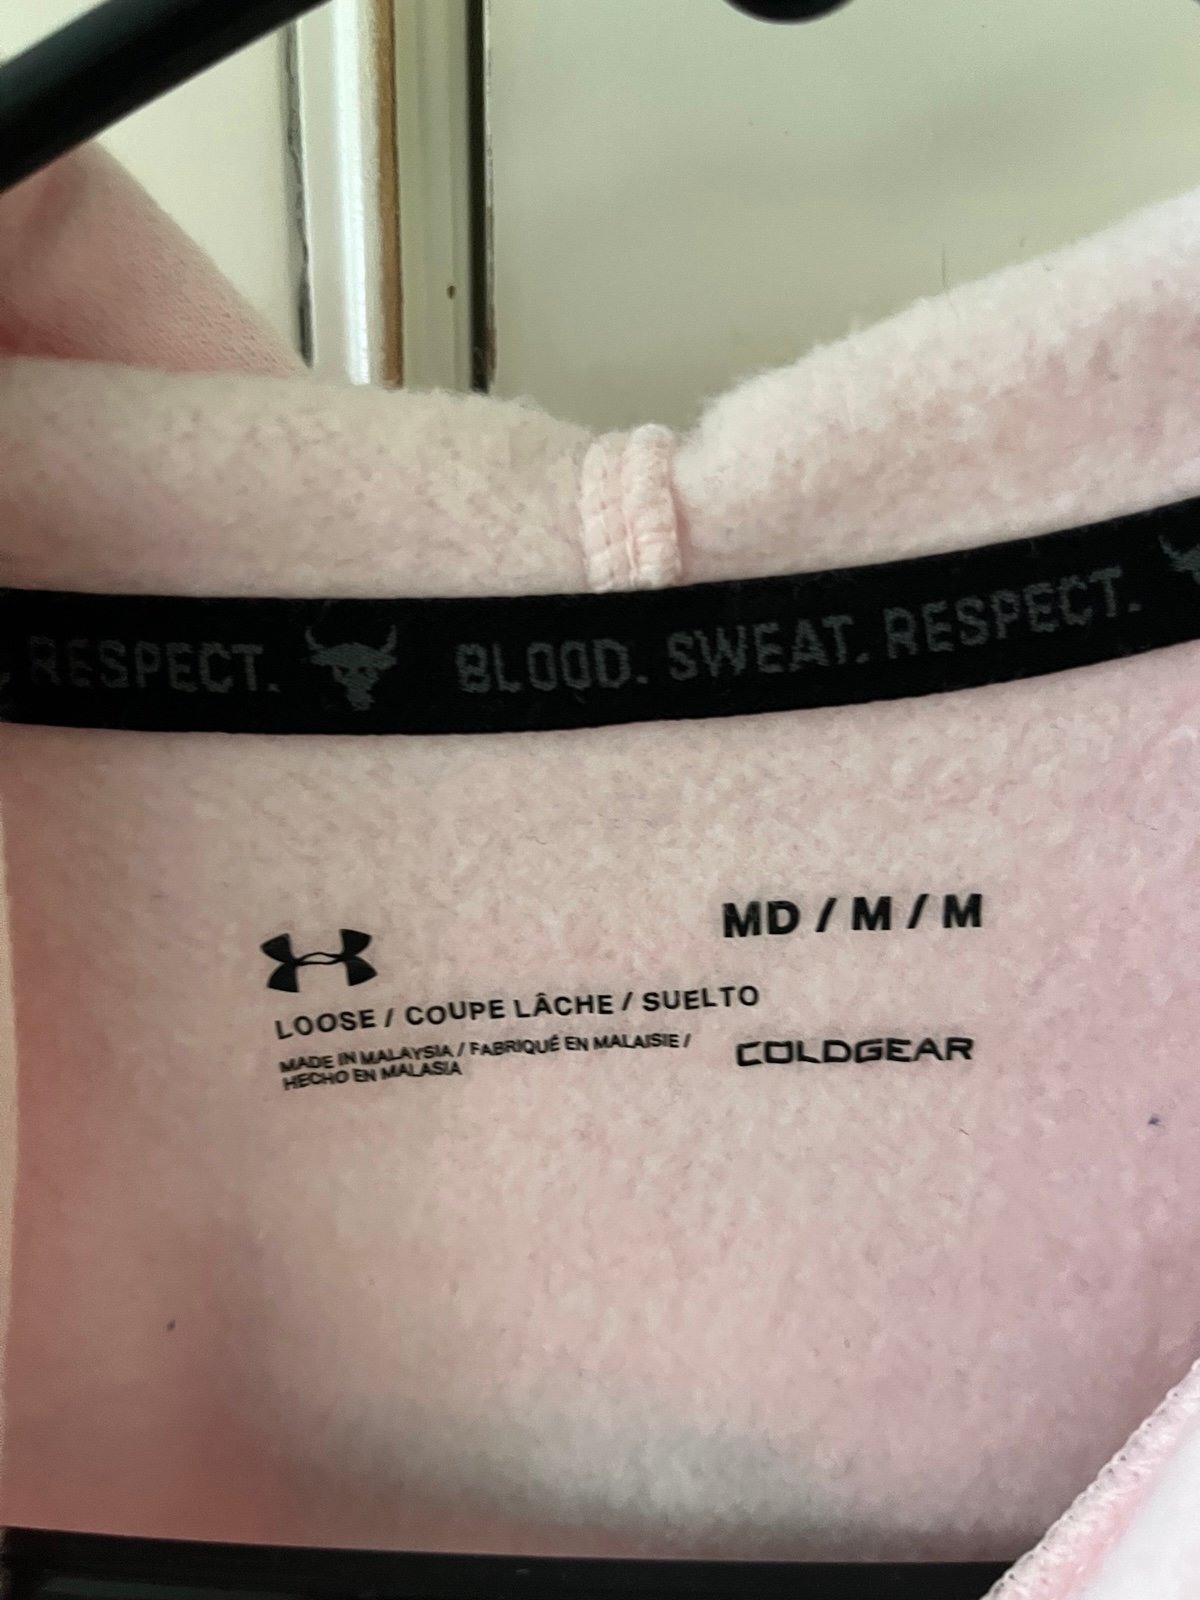 RESPECT. BLOOD. SWEAT. RESPECT.
MD / M / M
LOOSE / COUPE LÂCHE / SUELTO
MADE IN MALAYSIA / FABRIQUÉ EN MALAISIE /
HECHO EN MALASIA
COLDGEAR